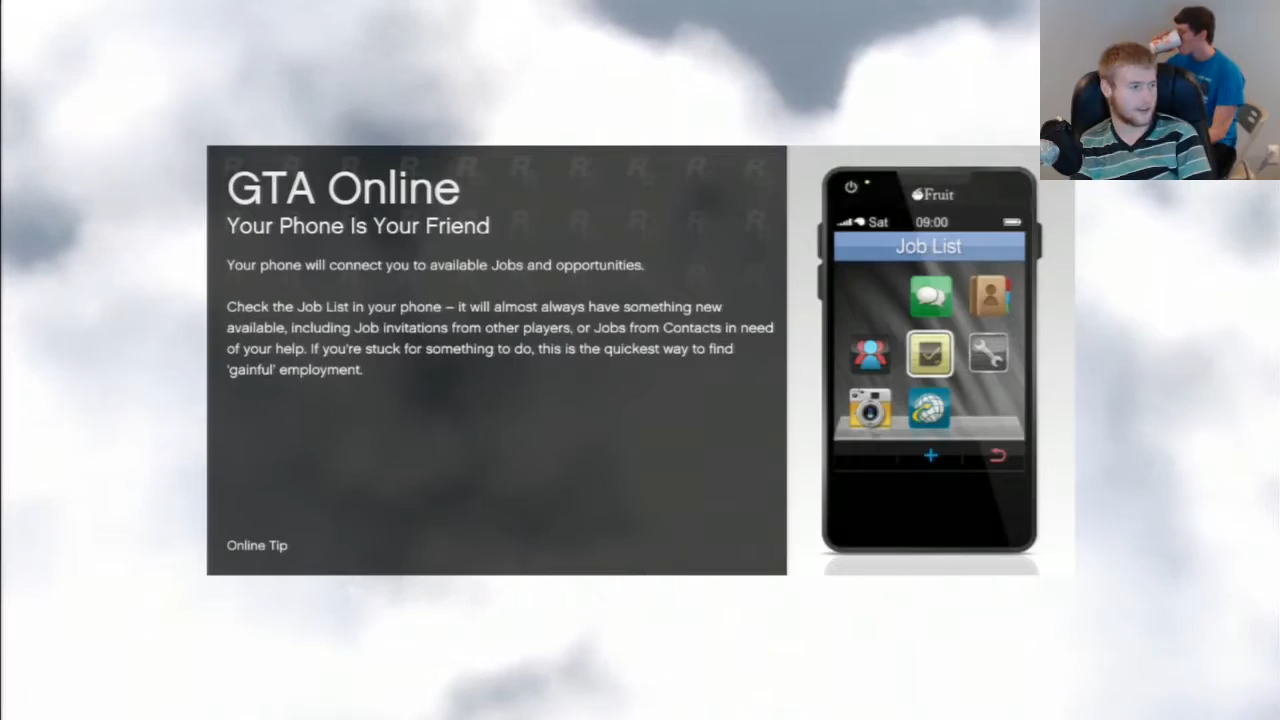 GTA Online
Your Phone Is Your Friend
Your phone will connect you to available Jobs and opportunities.
Check the Job List in your phone – it will almost always have something new
available, including Job invitations from other players, or Jobs from Contacts in need
of your help. If you're stuck for something to do, this is the quickest way to find
'gainful' employment.
Online Tip
Fruit
Sat 09:00
Job List